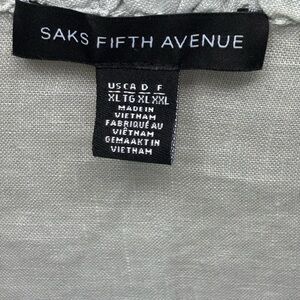 SAKS FIFTH AVENUE
US CA D F
XL TG XL XXL
MADE IN
VIETNAM
FABRIQUÉ AU
VIÊTNAM
GEMAAKT IN
VIETNAM